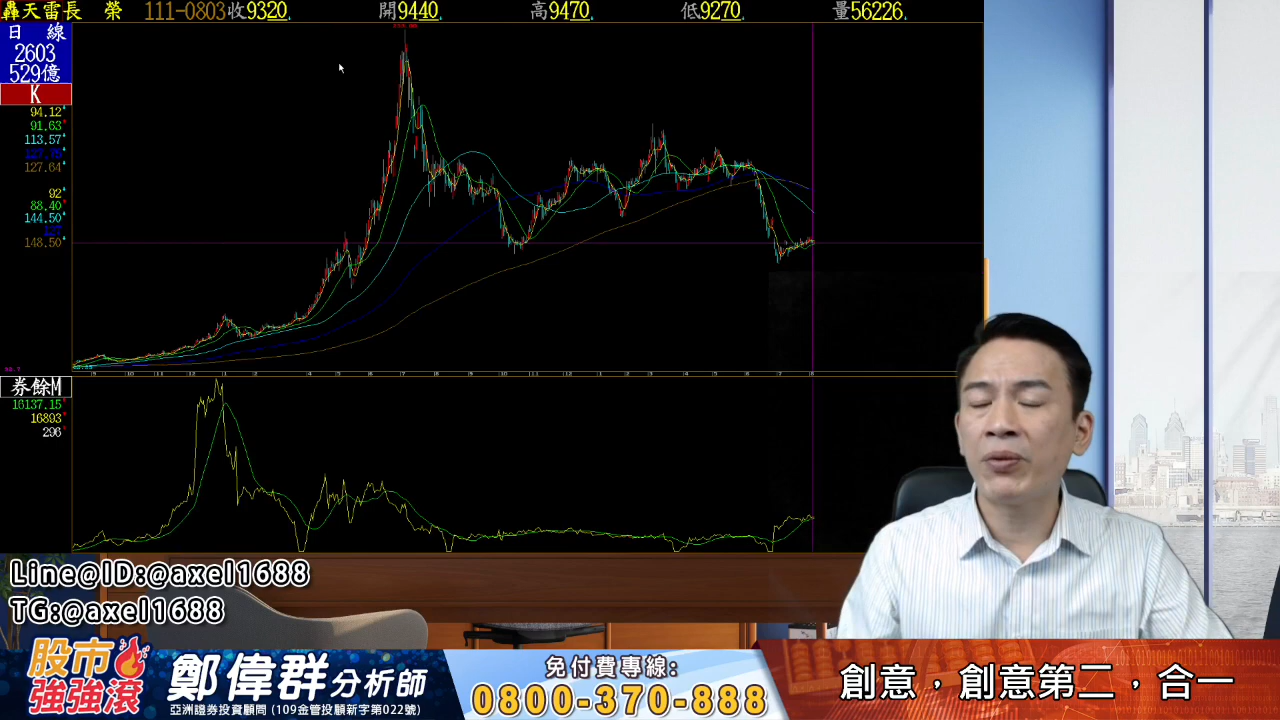 轟天雷長 榮 111-0803收9320 開9440 高9470 低9270 量56226
日 線
2603
529億
K
94.12
91.63
113.57
127.64
92
88.40
144.50
127
148.50
券餘M
16137.15
16803
296
Line@ID:@axel1688
TG:@axel1688
股市
強強滾
鄭偉群分析師
亞洲證券投資顧問 (109金管投顧新字第022號)
免付費專線:
0800-370-888
創意,創意第二,合一